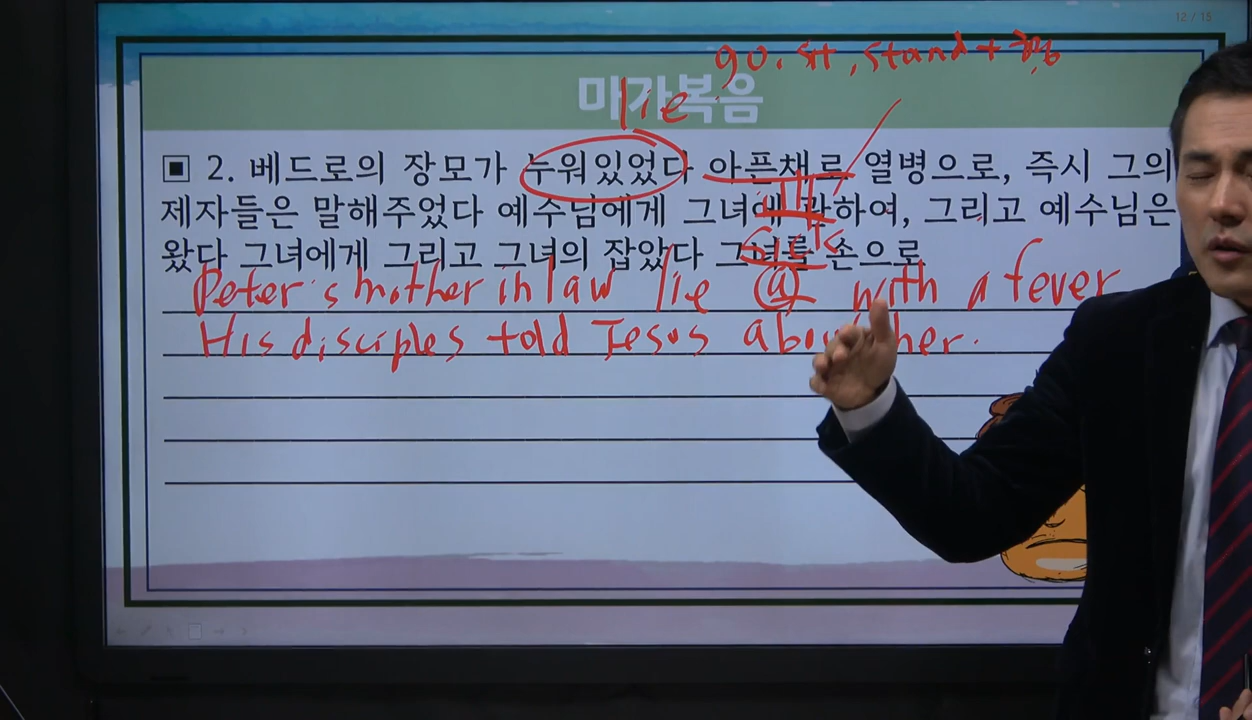 12 / 15
go. sit, stand + 형용
마가복음
lie
■ 2. 베드로의 장모가 누워있었다 아픈채로 열병으로, 즉시 그의
제자들은 말해주었다 예수님에게 그녀에 관하여, 그리고 예수님은
ill
왔다 그녀에게 그리고 그녀의 잡았다 그녀를 손으로
sick
Peter's mother in law lie (a) with a fever
His disciples told Jesus about her.